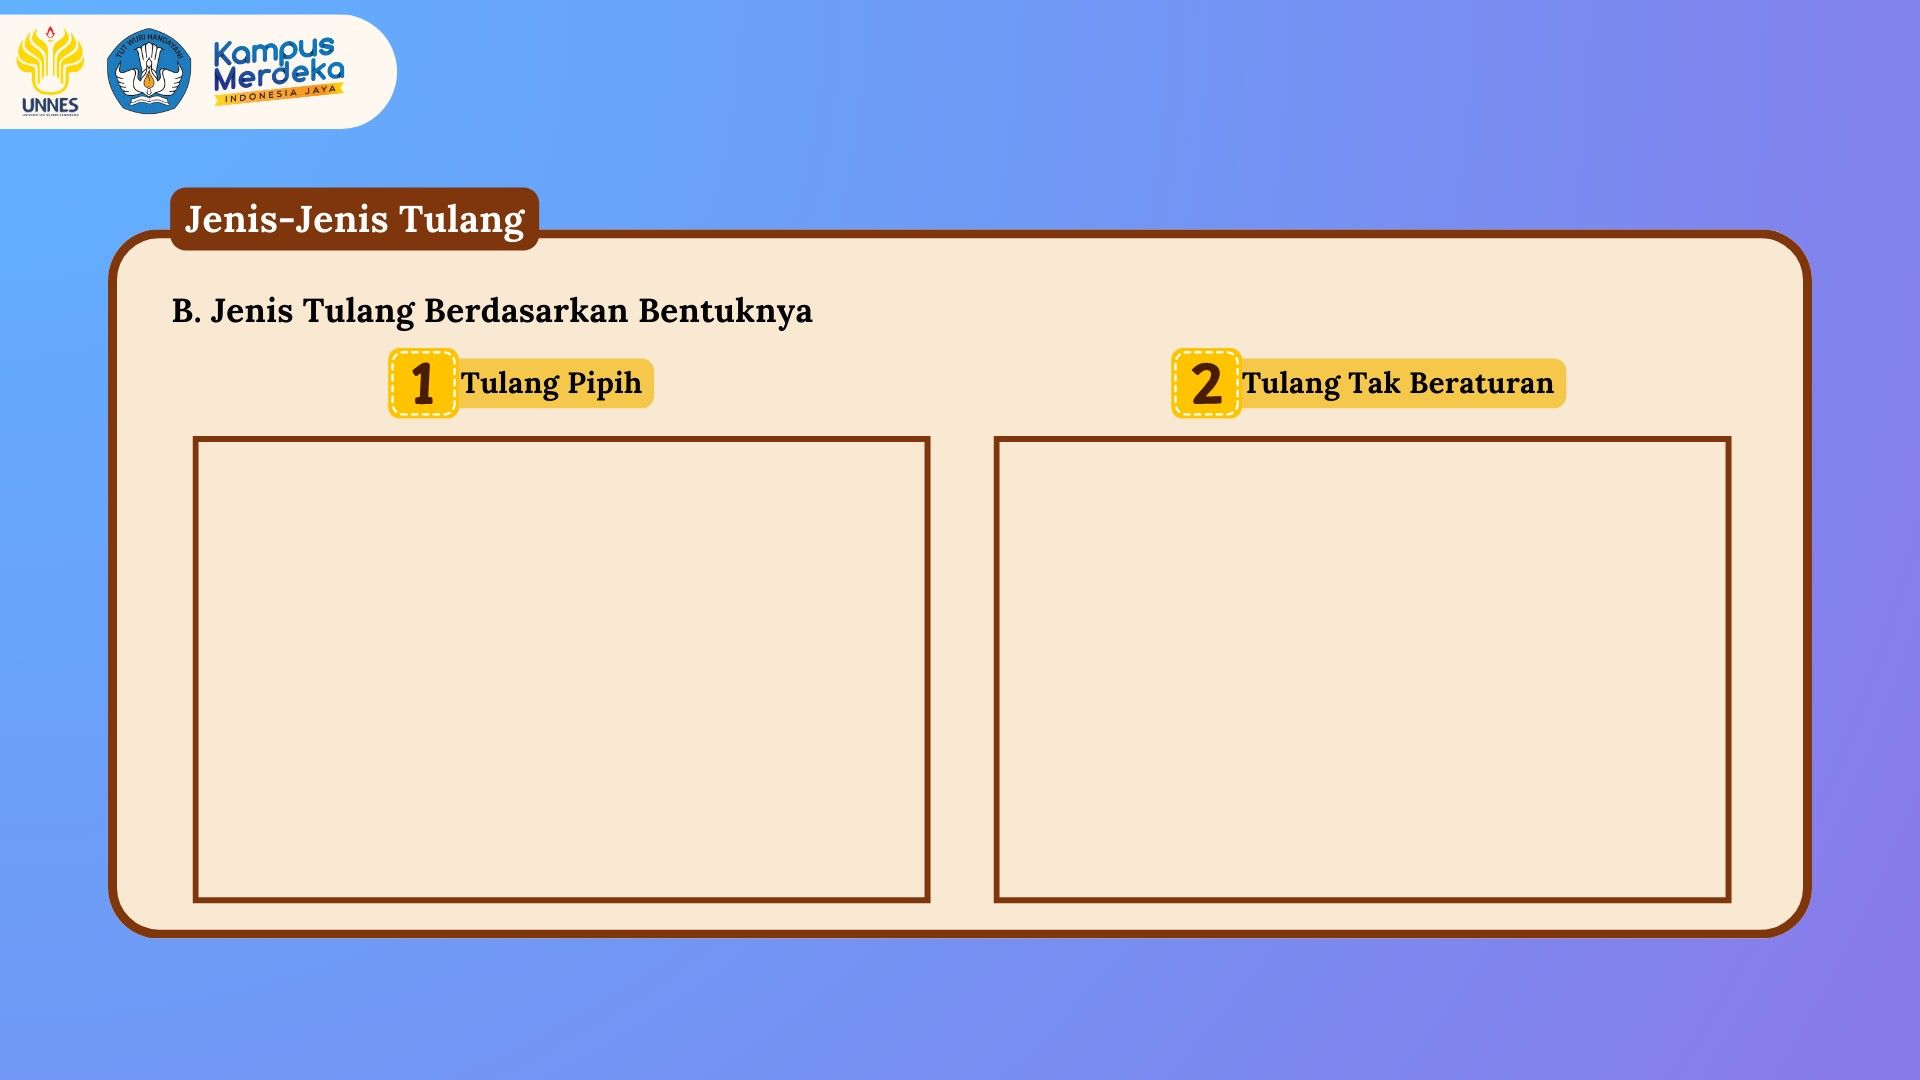 TUT WURI HANDAYANI
UNNES
Kampus
Merdeka
INDONESIA JAYA
Jenis-Jenis Tulang
B. Jenis Tulang Berdasarkan Bentuknya
1 Tulang Pipih
2 Tulang Tak Beraturan